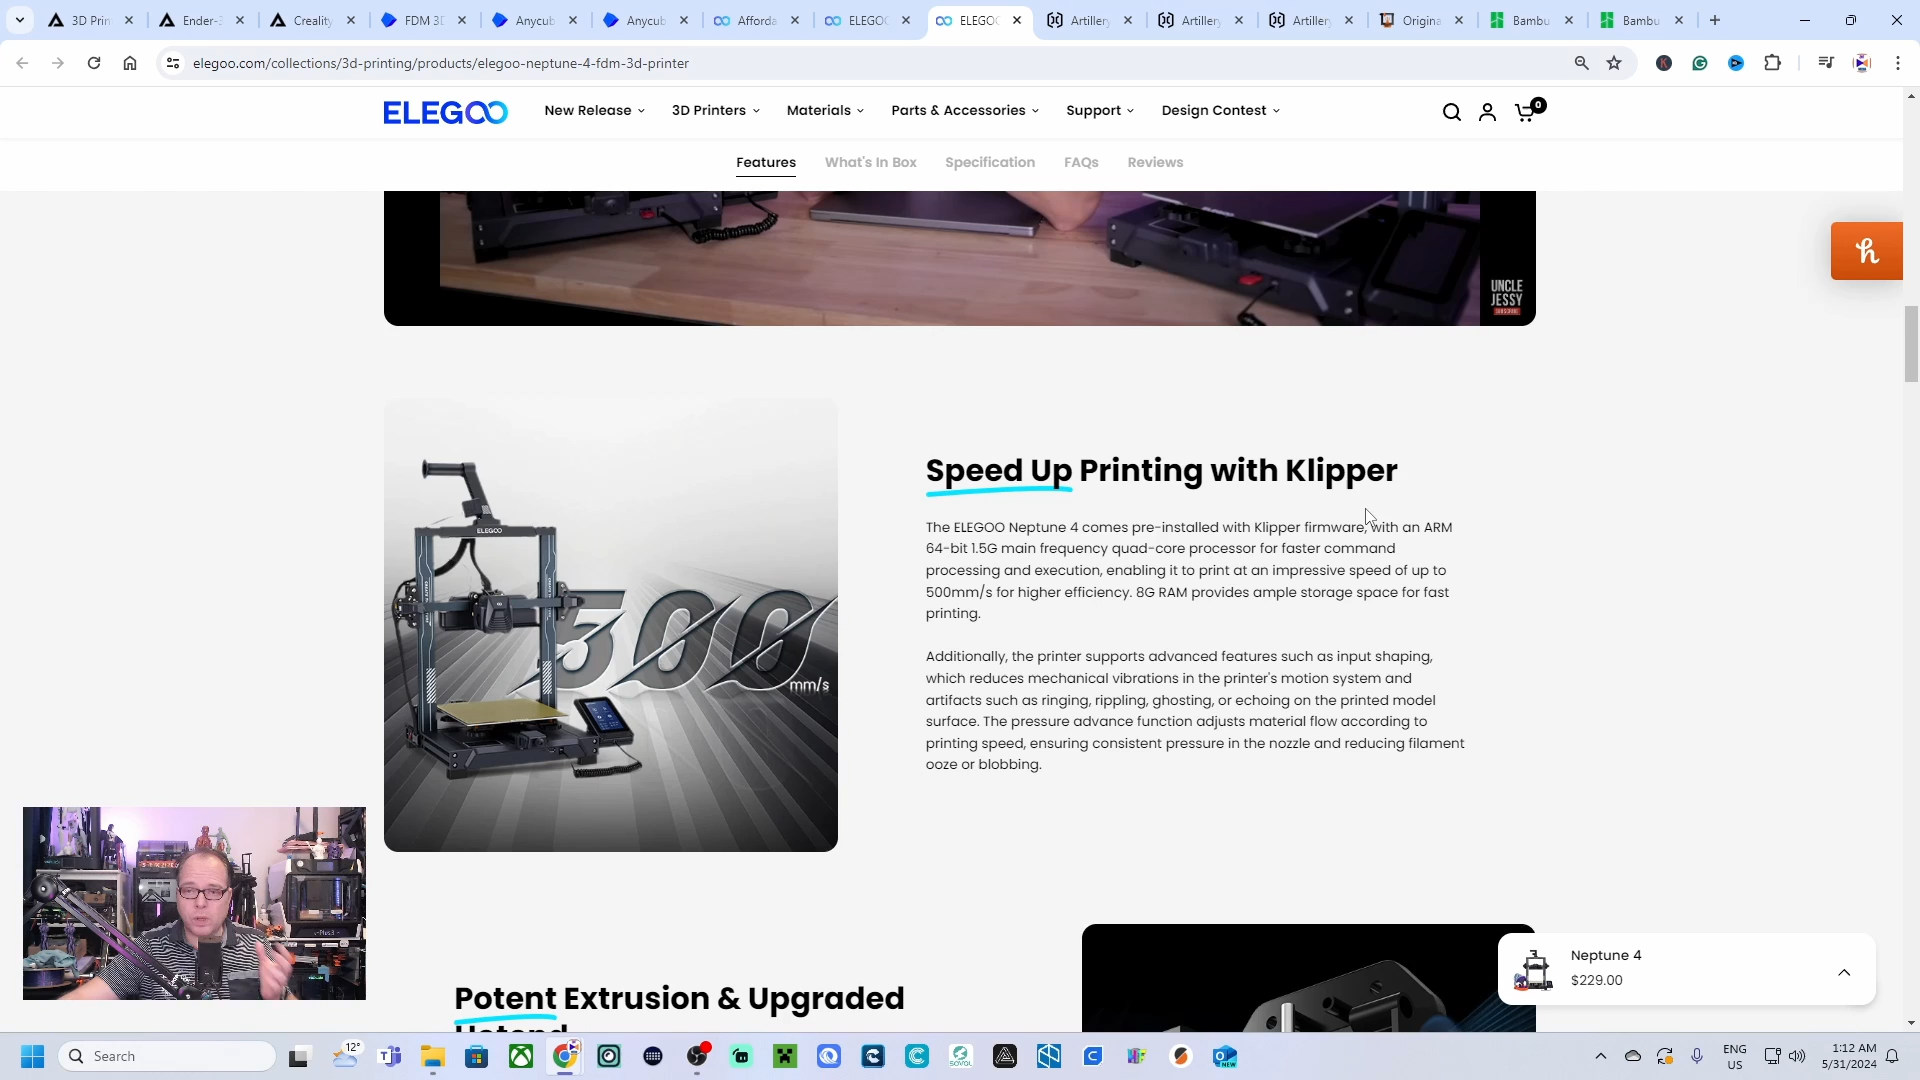 3D Prin
Ender-3
Creality
FDM 3D
Anycub
Anycub
Afforda
ELEGOO
ELEGOO
Artillery
Artillery
Artillery
Origina
Bambu
Bambu
elegoo.com/collections/3d-printing/products/elegoo-neptune-4-fdm-3d-printer
ELEGOO
New Release
3D Printers
Materials
Parts & Accessories
Support
Design Contest
0
Features
What's In Box
Specification
FAQs
Reviews
UNCLE
JESSY
SUBSCRIBE
h
ELEGOO
500
mm/s
Speed Up Printing with Klipper
The ELEGOO Neptune 4 comes pre-installed with Klipper firmware, with an ARM
64-bit 1.5G main frequency quad-core processor for faster command
processing and execution, enabling it to print at an impressive speed of up to
500mm/s for higher efficiency. 8G RAM provides ample storage space for fast
printing.
Additionally, the printer supports advanced features such as input shaping,
which reduces mechanical vibrations in the printer's motion system and
artifacts such as ringing, rippling, ghosting, or echoing on the printed model
surface. The pressure advance function adjusts material flow according to
printing speed, ensuring consistent pressure in the nozzle and reducing filament
ooze or blobbing.
Potent Extrusion & Upgraded
Hotend
Neptune 4
$229.00
Search
12°
NEW
ENG
US
1:12 AM
5/31/2024